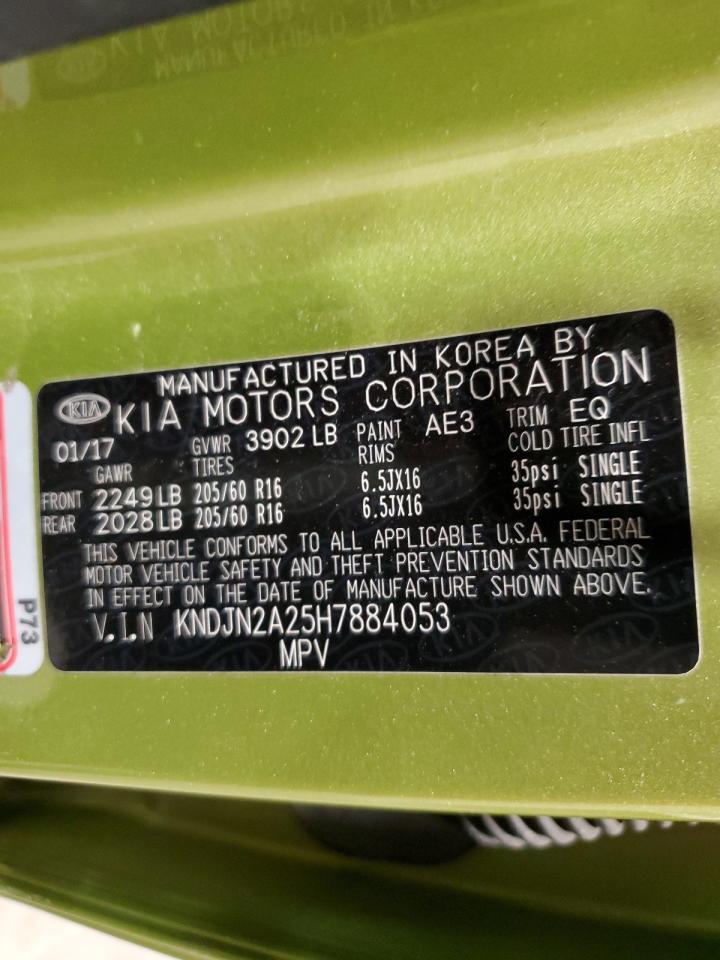 MANUFACTURED IN KOREA BY
KIA KIA MOTORS CORPORATION
01/17 GVWR 3902 LB PAINT AE3 TRIM EQ
GAWR TIRES RIMS COLD TIRE INFL
FRONT 2249 LB 205/60 R16 6.5JX16 35psi SINGLE
REAR 2028 LB 205/60 R16 6.5JX16 35psi SINGLE
THIS VEHICLE CONFORMS TO ALL APPLICABLE U.S.A. FEDERAL
MOTOR VEHICLE SAFETY AND THEFT PREVENTION STANDARDS
IN EFFECT ON THE DATE OF MANUFACTURE SHOWN ABOVE.
V.I.N KNDJN2A25H7884053
MPV
P73